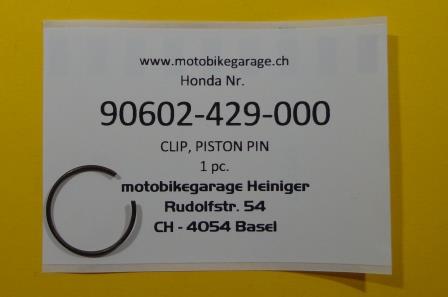 www.motobikegarage.ch
Honda Nr.
90602-429-000
CLIP, PISTON PIN
1 pc.
motobikegarage Heiniger
Rudolfstr. 54
CH - 4054 Basel